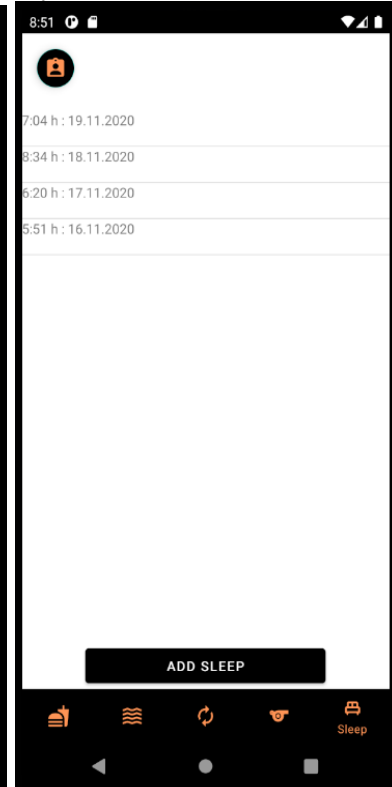 8:51
7:04 h : 19.11.2020
8:34 h : 18.11.2020
6:20 h : 17.11.2020
5:51 h : 16.11.2020
ADD SLEEP
Sleep